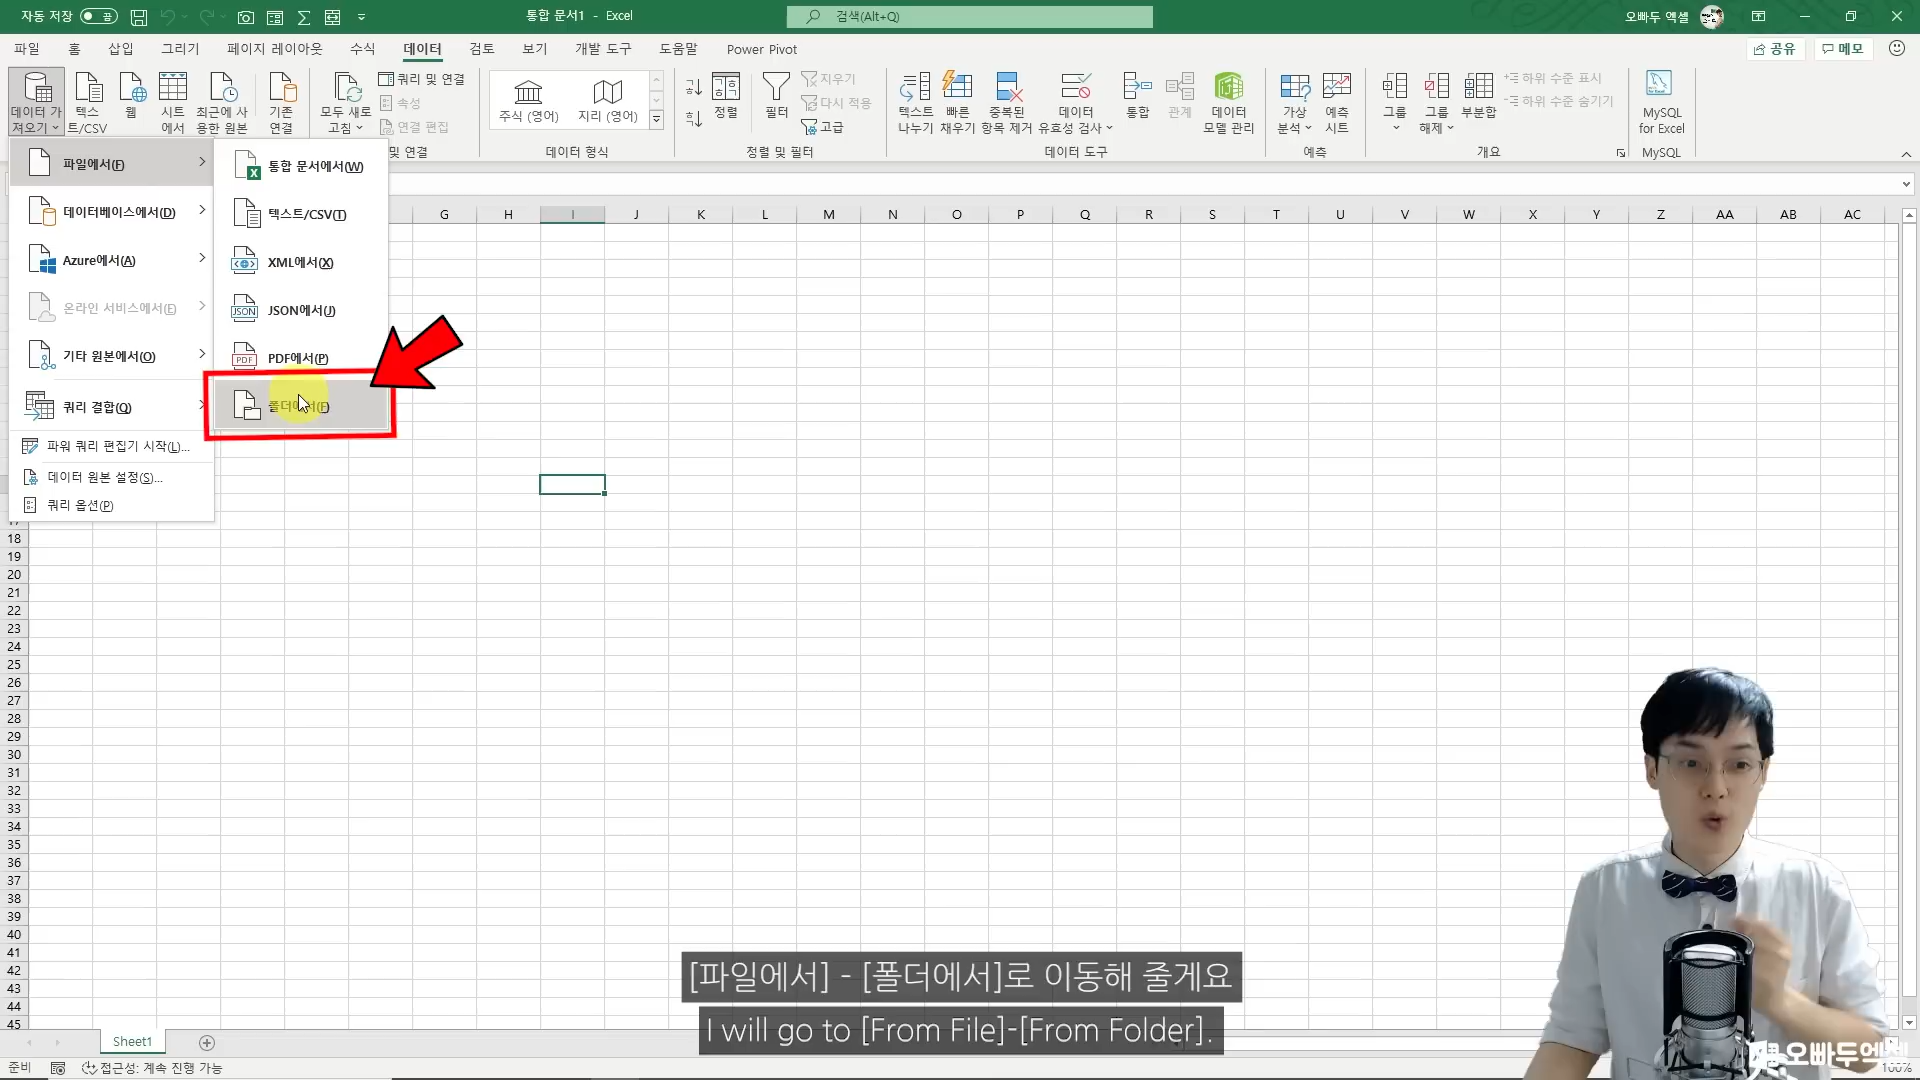 자동 저장 끔 통합 문서1 - Excel 검색(Alt+Q) 오빠두 엑셀
파일 홈 삽입 그리기 페이지 레이아웃 수식 데이터 검토 보기 개발 도구 도움말 Power Pivot 공유 메모
데이터 가져오기
텍스트/CSV
웹
시트에서
최근에 사용한 원본
기존 연결
모두 새로 고침
쿼리 및 연결
속성
연결 편집
및 연결
주식 (영어)
지리 (영어)
데이터 형식
정렬
필터
지우기
다시 적용
고급
정렬 및 필터
텍스트 나누기
빠른 채우기
중복된 항목 제거
데이터 유효성 검사
통합
관계
데이터 모델 관리
데이터 도구
가상 분석
예측 시트
예측
그룹
그룹 해제
부분합
하위 수준 표시
하위 수준 숨기기
개요
MySQL for Excel
MySQL
파일에서(F)
데이터베이스에서(D)
Azure에서(A)
온라인 서비스에서(E)
기타 원본에서(O)
쿼리 결합(Q)
파워 쿼리 편집기 시작(L)...
데이터 원본 설정(S)...
쿼리 옵션(P)
통합 문서에서(W)
텍스트/CSV(T)
XML에서(X)
JSON
JSON에서(J)
PDF
PDF에서(P)
폴더에서(F)
G H I J K L M N O P Q R S T U V W X Y Z AA AB AC
17
18
19
20
21
22
23
24
25
26
27
28
29
30
31
32
33
34
35
36
37
38
39
40
41
42
43
44
45
[파일에서] - [폴더에서]로 이동해 줄게요
I will go to [From File]-[From Folder].
Sheet1
준비 접근성: 계속 진행 가능
오빠두엑셀
100%